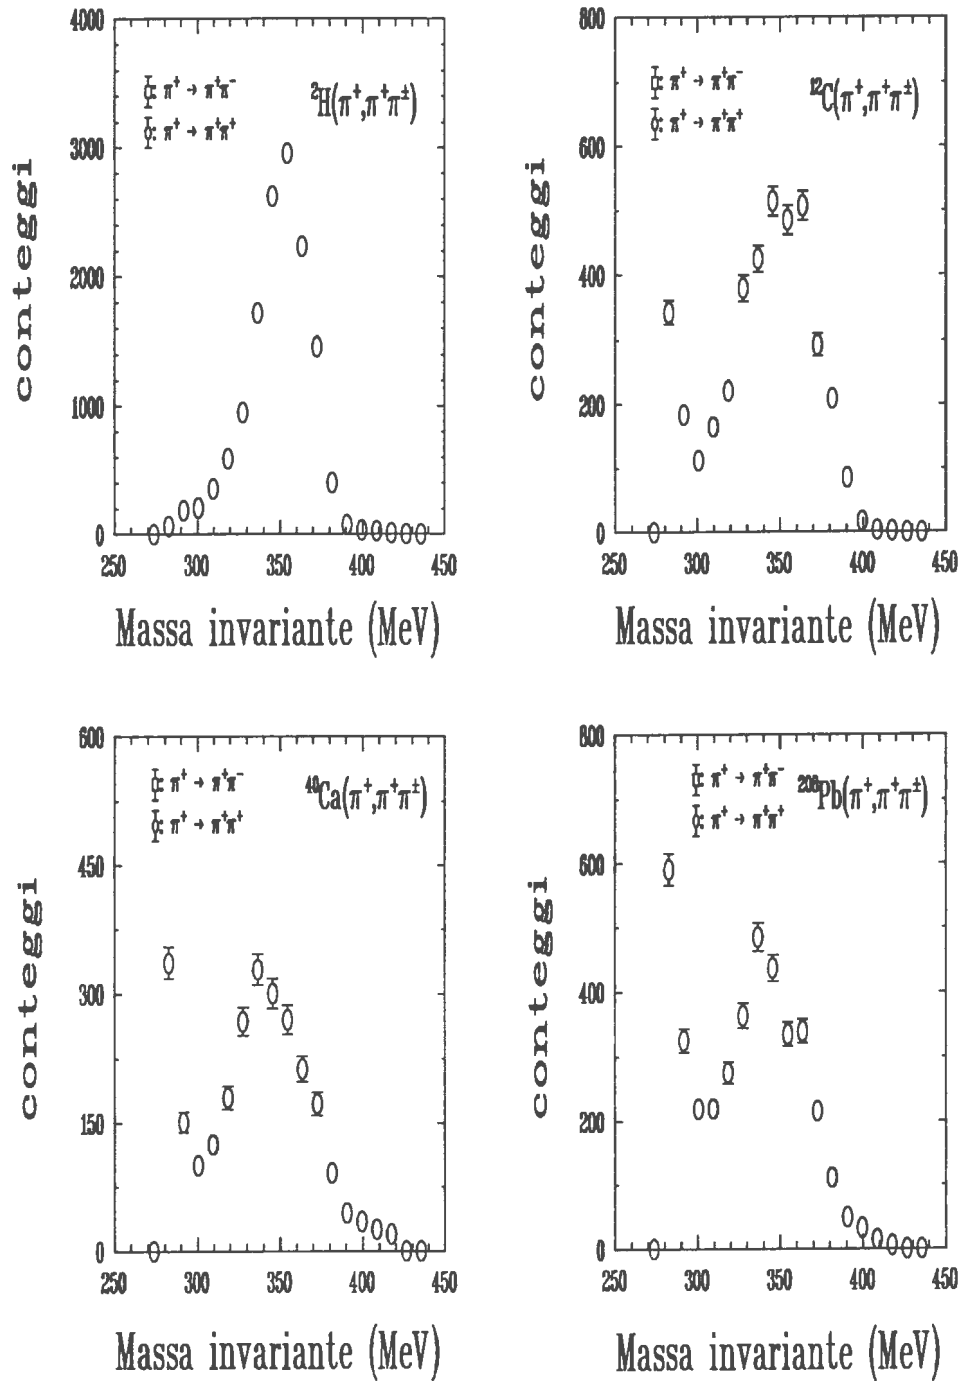 4000
3000
2000
1000
0
250 300 350 400 450
conteggi
Massa invariante (MeV)
: π⁺ → π⁺π⁻
: π⁺ → π⁺π⁺
²H(π⁺,π⁺π±)
800
600
400
200
0
250 300 350 400 450
conteggi
Massa invariante (MeV)
: π⁺ → π⁺π⁻
: π⁺ → π⁺π⁺
¹²C(π⁺,π⁺π±)
600
450
300
150
0
250 300 350 400 450
conteggi
Massa invariante (MeV)
: π⁺ → π⁺π⁻
: π⁺ → π⁺π⁺
⁴⁰Ca(π⁺,π⁺π±)
800
600
400
200
0
250 300 350 400 450
conteggi
Massa invariante (MeV)
: π⁺ → π⁺π⁻
: π⁺ → π⁺π⁺
²⁰⁸Pb(π⁺,π⁺π±)